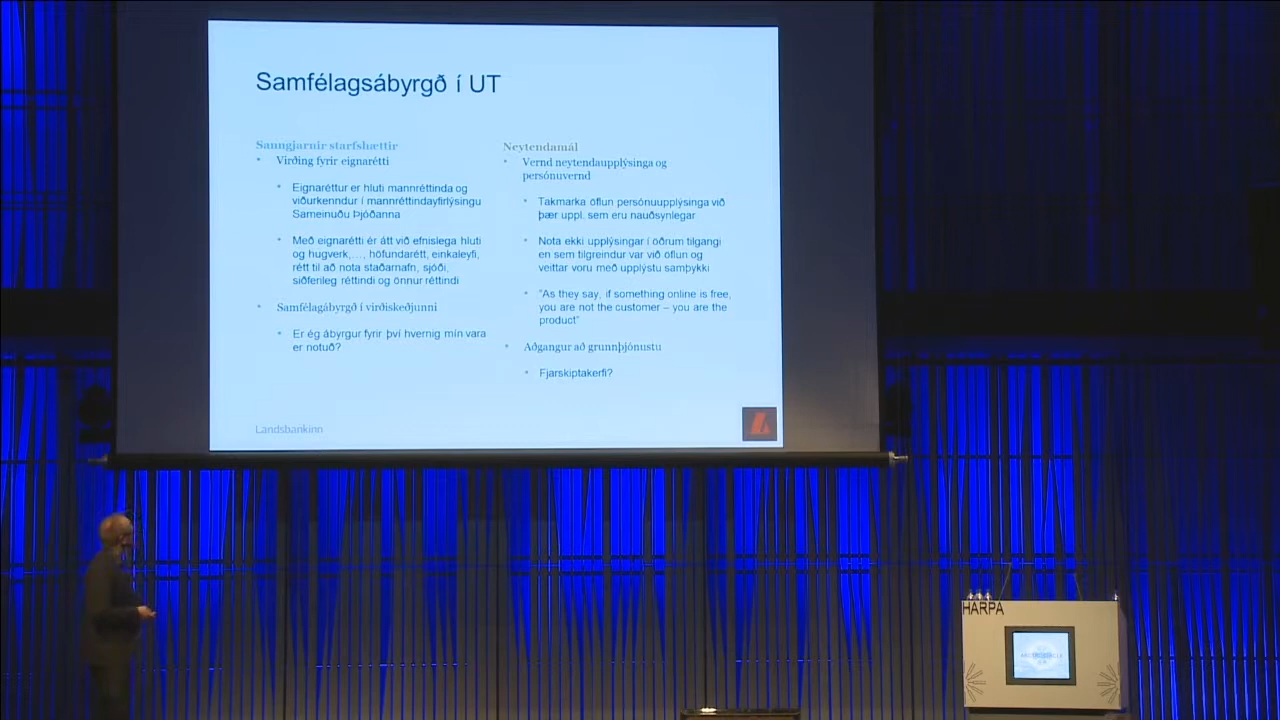 Samfélagsábyrgð í UT
Sanngjarnir starfshættir
Virðing fyrir eignarétti
Eignaréttur er hluti mannréttinda og
viðurkenndur í mannréttindayfirlýsingu
Sameinuðu Þjóðanna
Með eignarétti ér átt við efnislega hluti
og hugverk,…, höfundarétt, einkaleyfi,
rétt til að nota staðarnafn, sjóði,
siðferileg réttindi og önnur réttindi
Samfélagábyrgð í virðiskeðjunni
Er ég ábyrgur fyrir því hvernig mín vara
er notuð?
Neytendamál
Vernd neytendaupplýsinga og
persónuvernd
Takmarka öflun persónuupplýsinga við
þær uppl. sem eru nauðsynlegar
Nota ekki upplýsingar í öðrum tilgangi
en sem tilgreindur var við öflun og
veittar voru með upplýstu samþykki
"As they say, if something online is free,
you are not the customer – you are the
product"
Aðgangur að grunnþjónustu
Fjarskiptakerfi?
Landsbankinn
HARPA